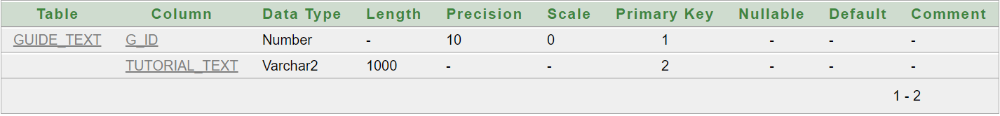 Table Column Data Type Length Precision Scale Primary Key Nullable Default Comment
GUIDE_TEXT G_ID Number - 10 0 1 - - -
TUTORIAL_TEXT Varchar2 1000 - - 2 - - -
1 - 2